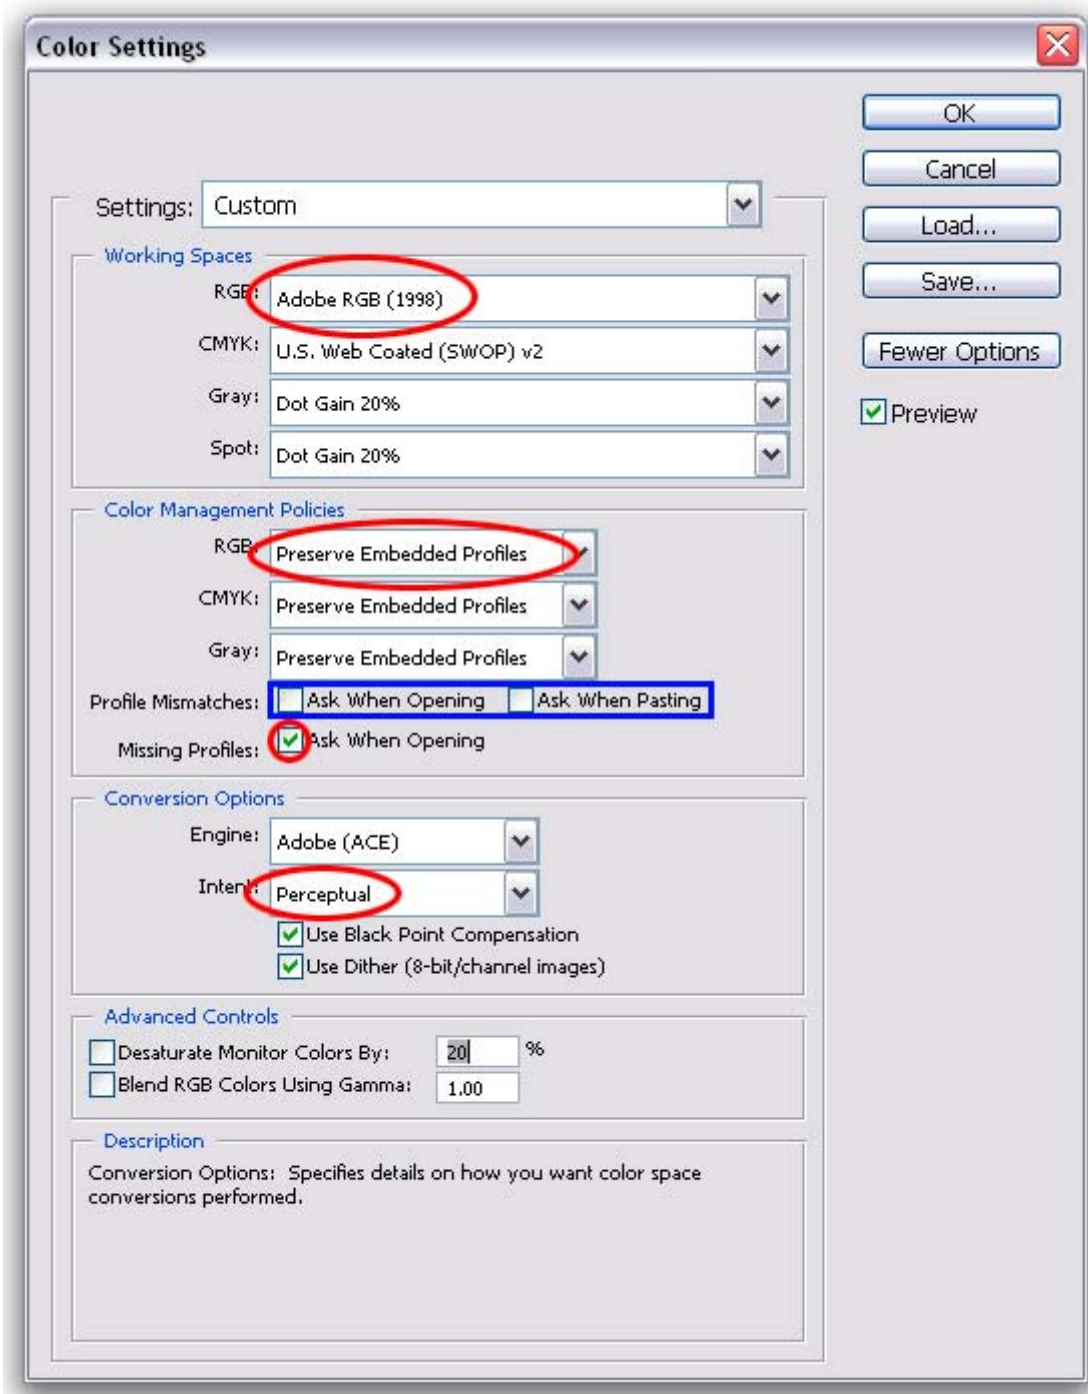 Color Settings
OK
Cancel
Settings: Custom
Load...
Working Spaces
Save...
RGB: Adobe RGB (1998)
CMYK: U.S. Web Coated (SWOP) v2
Fewer Options
Gray: Dot Gain 20%
Preview
Spot: Dot Gain 20%
Color Management Policies
RGB: Preserve Embedded Profiles
CMYK: Preserve Embedded Profiles
Gray: Preserve Embedded Profiles
Profile Mismatches: Ask When Opening Ask When Pasting
Missing Profiles: Ask When Opening
Conversion Options
Engine: Adobe (ACE)
Intent: Perceptual
Use Black Point Compensation
Use Dither (8-bit/channel images)
Advanced Controls
Desaturate Monitor Colors By: 20 %
Blend RGB Colors Using Gamma: 1.00
Description
Conversion Options: Specifies details on how you want color space
conversions performed.